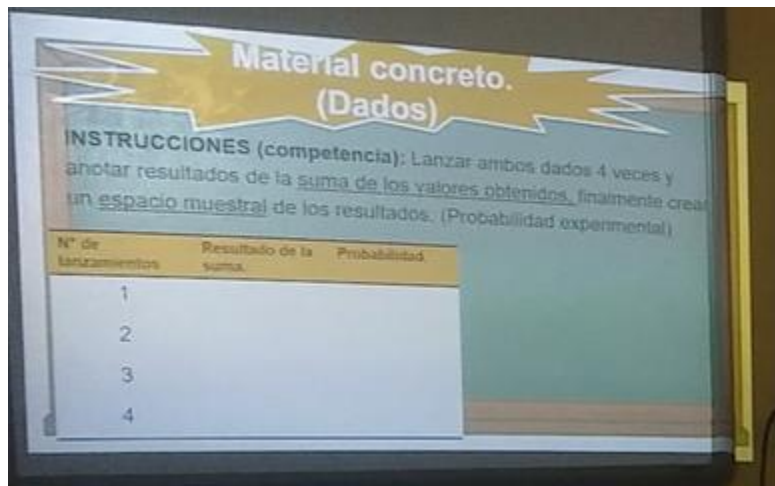 Material concreto.
(Dados)
INSTRUCCIONES (competencia): Lanzar ambos dados 4 veces y
anotar resultados de la suma de los valores obtenidos, finalmente crear
un espacio muestral de los resultados. (Probabilidad experimental)
N° de Resultado de la Probabilidad.
lanzamientos suma.
1
2
3
4